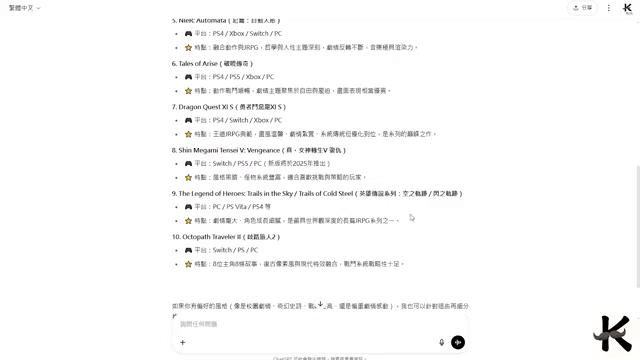 繁體中文
分享
5. NieR: Automata（尼爾：自動人形）
平台：PS4 / Xbox / Switch / PC
特點：融合動作與JRPG，哲學與人性主題深刻，劇情反轉不斷，音樂極具渲染力。
6. Tales of Arise（破曉傳奇）
平台：PS4 / PS5 / Xbox / PC
特點：動作戰鬥順暢，劇情主題聚焦於自由與壓迫，畫面表現相當優異。
7. Dragon Quest XI S（勇者鬥惡龍XI S）
平台：PS4 / Switch / Xbox / PC
特點：王道JRPG典範，畫風溫馨、劇情紮實、系統傳統但優化到位，是系列的巔峰之作。
8. Shin Megami Tensei V: Vengeance（真・女神轉生V 復仇）
平台：Switch / PS5 / PC（新版將於2025年推出）
特點：風格黑暗、怪物系統豐富，適合喜歡挑戰與策略的玩家。
9. The Legend of Heroes: Trails in the Sky / Trails of Cold Steel（英雄傳說系列：空之軌跡 / 閃之軌跡）
平台：PC / PS Vita / PS4 等
特點：劇情龐大、角色成長細膩，是最具世界觀深度的長篇JRPG系列之一。
10. Octopath Traveler II（歧路旅人2）
平台：Switch / PS / PC
特點：8位主角8條故事，復古像素風與現代特效融合，戰鬥系統戰略性十足。
如果你有偏好的風格（像是校園劇情、奇幻史詩、戰 高、還是偏重劇情感動），我也可以針對這些再細分
詢問任何問題